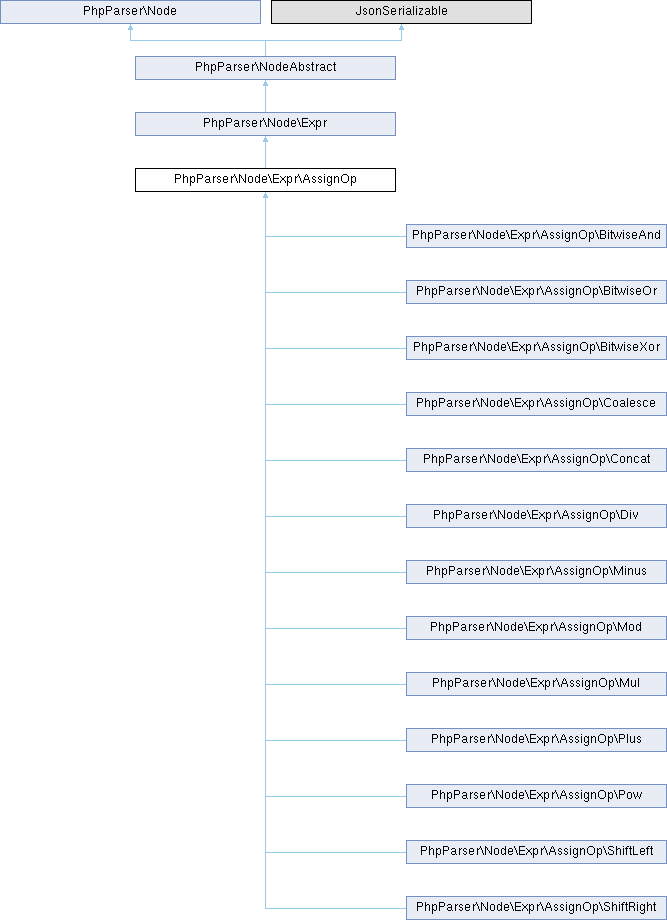 PhpParser\Node
JsonSerializable
PhpParser\NodeAbstract
PhpParser\Node\Expr
PhpParser\Node\Expr\AssignOp
PhpParser\Node\Expr\AssignOp\BitwiseAnd
PhpParser\Node\Expr\AssignOp\BitwiseOr
PhpParser\Node\Expr\AssignOp\BitwiseXor
PhpParser\Node\Expr\AssignOp\Coalesce
PhpParser\Node\Expr\AssignOp\Concat
PhpParser\Node\Expr\AssignOp\Div
PhpParser\Node\Expr\AssignOp\Minus
PhpParser\Node\Expr\AssignOp\Mod
PhpParser\Node\Expr\AssignOp\Mul
PhpParser\Node\Expr\AssignOp\Plus
PhpParser\Node\Expr\AssignOp\Pow
PhpParser\Node\Expr\AssignOp\ShiftLeft
PhpParser\Node\Expr\AssignOp\ShiftRight